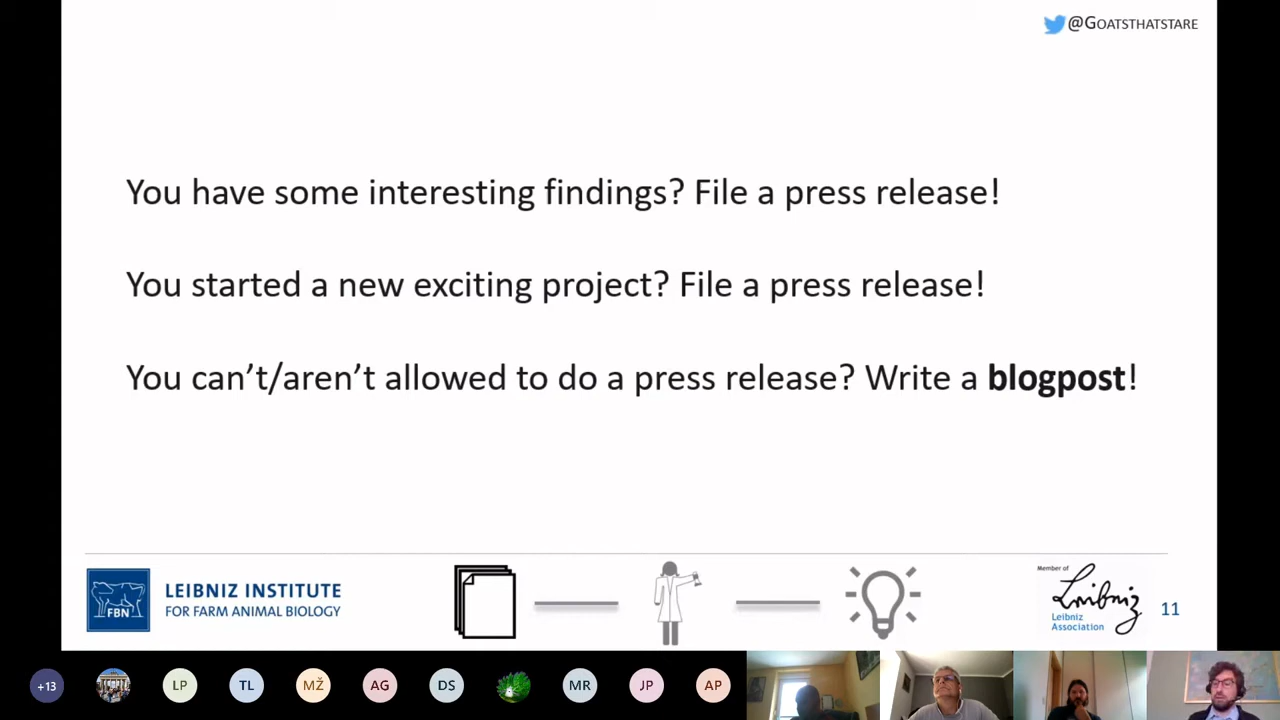 @GOATSTHATSTARE
You have some interesting findings? File a press release!
You started a new exciting project? File a press release!
You can't/aren't allowed to do a press release? Write a blogpost!
FBN
LEIBNIZ INSTITUTE
FOR FARM ANIMAL BIOLOGY
Member of
Leibniz
Leibniz
Association
11
+13
LP
TL
MŽ
AG
DS
MR
JP
AP